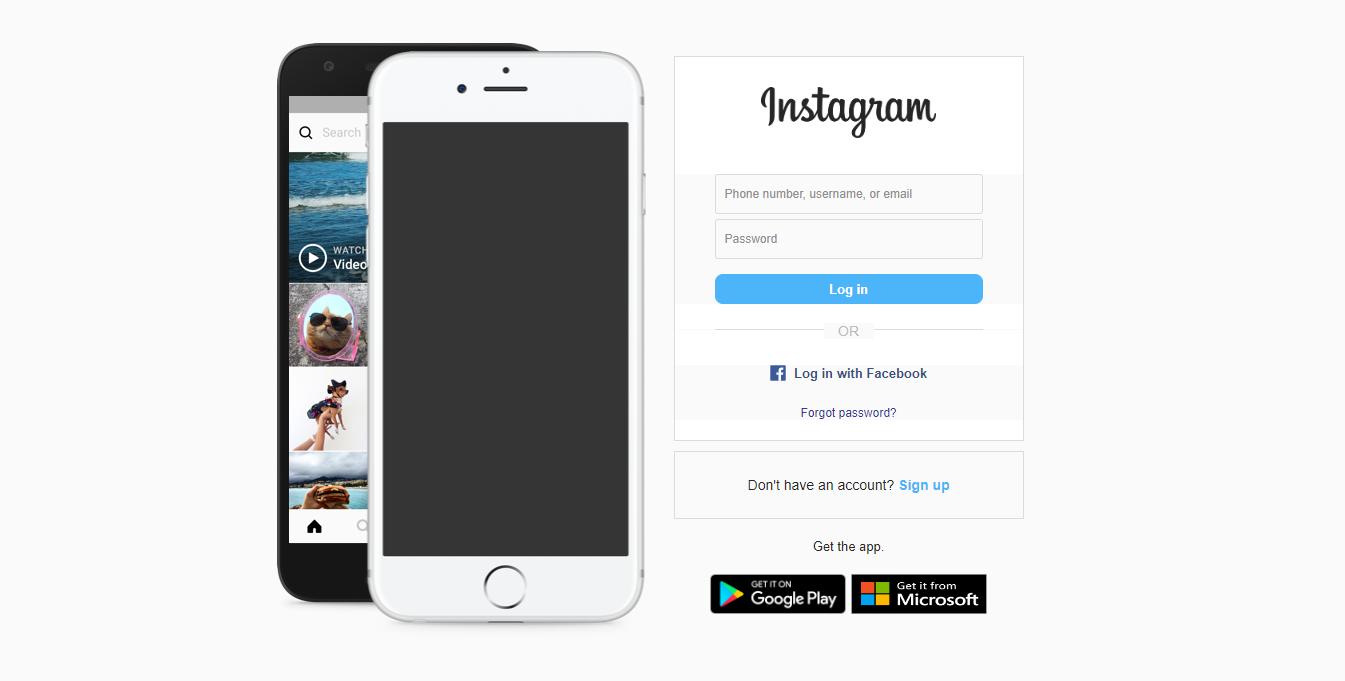 Search
WATCH
Video
Instagram
Phone number, username, or email
Password
Log in
OR
Log in with Facebook
Forgot password?
Don't have an account? Sign up
Get the app.
GET IT ON
Google Play
Get it from
Microsoft